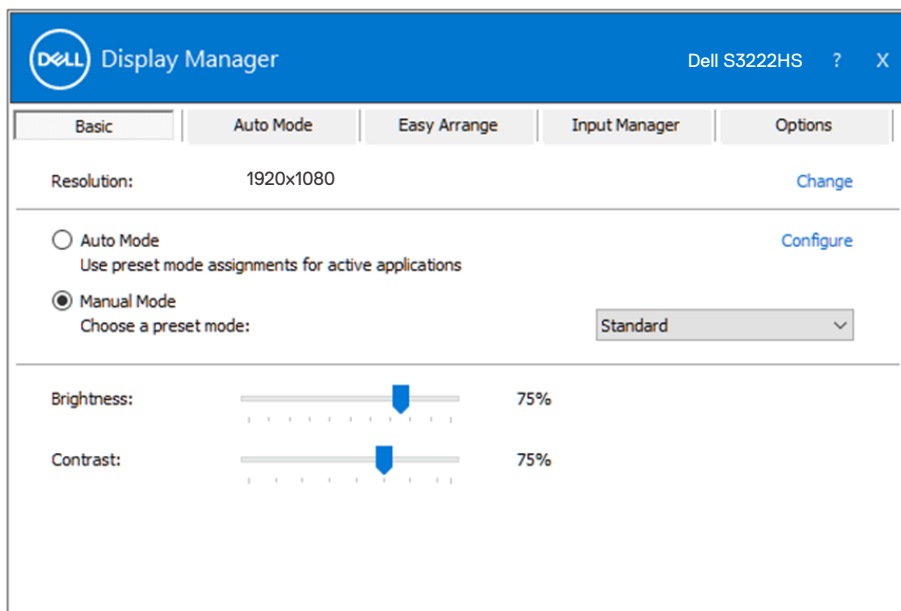 DELL Display Manager Dell S3222HS ? X
Basic Auto Mode Easy Arrange Input Manager Options
Resolution: 1920x1080 Change
Auto Mode Configure
Use preset mode assignments for active applications
Manual Mode
Choose a preset mode: Standard
Brightness: 75%
Contrast: 75%